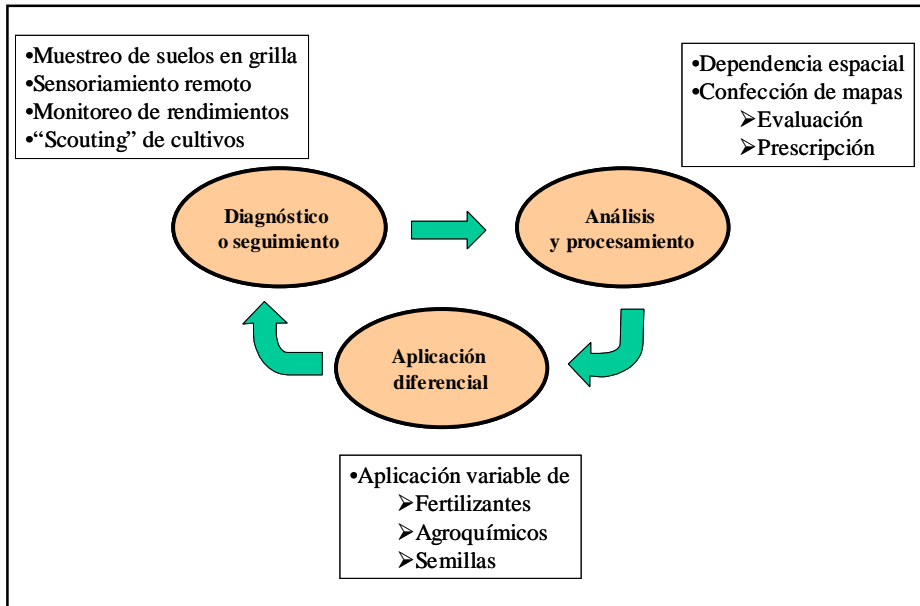 •Muestreo de suelos en grilla
•Sensoriamiento remoto
•Monitoreo de rendimientos
•“Scouting” de cultivos
•Dependencia espacial
•Confección de mapas
➢Evaluación
➢Prescripción
Diagnóstico
o seguimiento
Análisis
y procesamiento
Aplicación
diferencial
•Aplicación variable de
➢Fertilizantes
➢Agroquímicos
➢Semillas